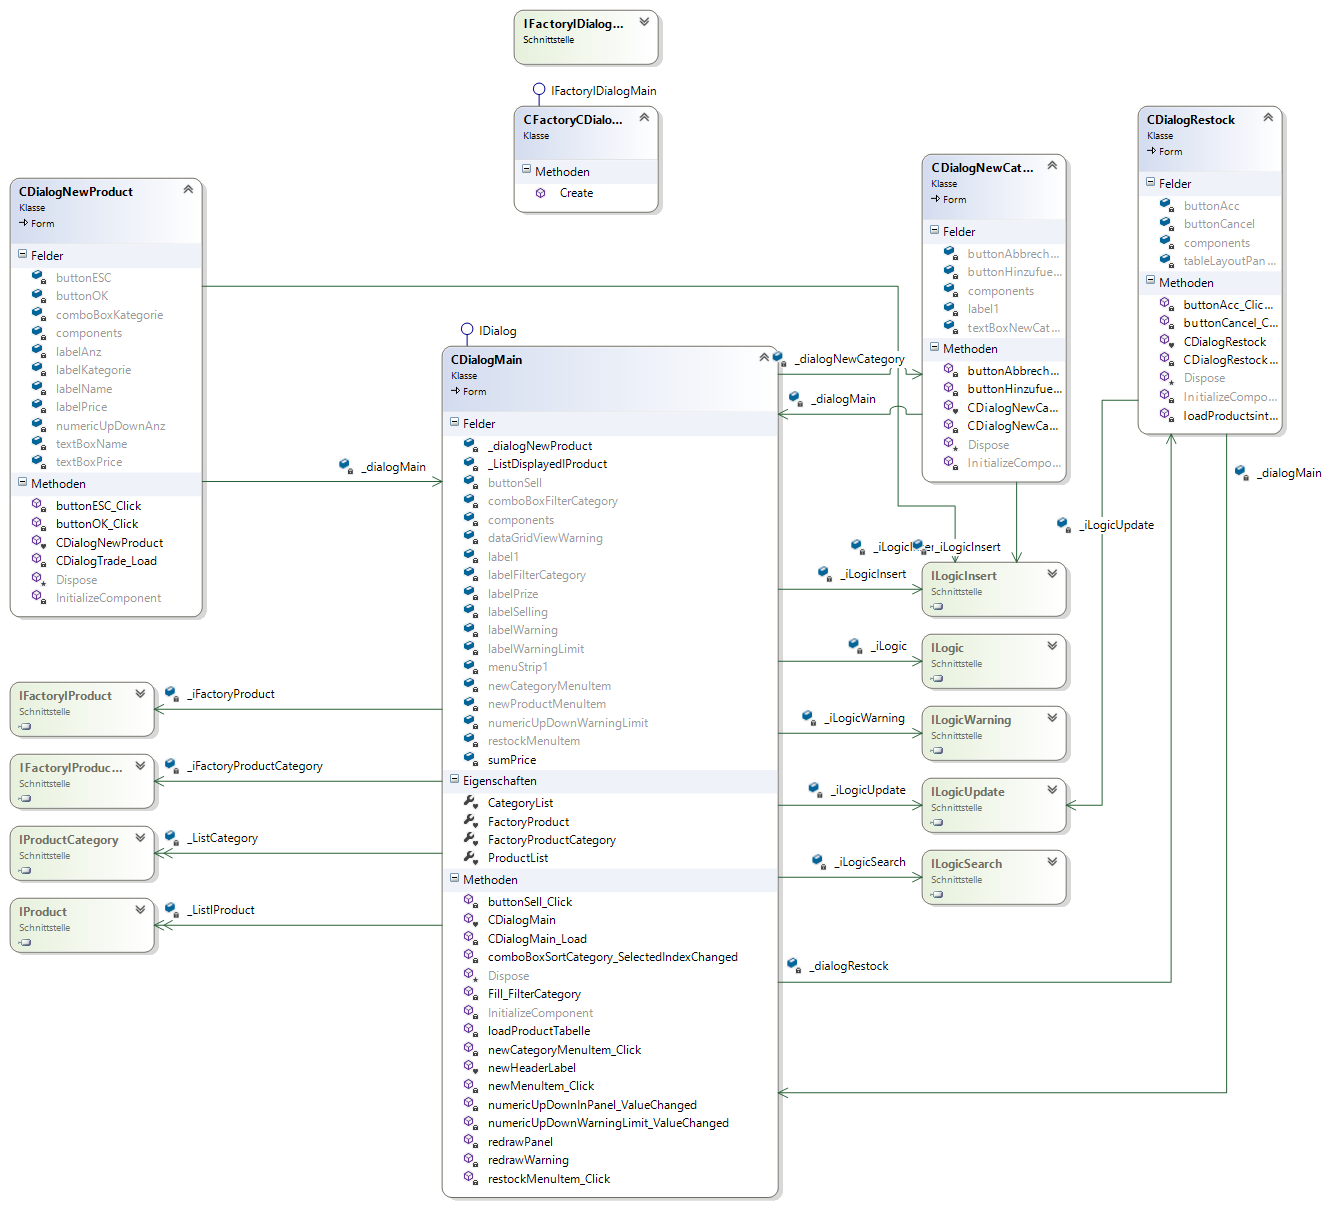 IFactoryIDialog...
Schnittstelle
IFactoryIDialogMain
CFactoryCDialo...
Klasse
Methoden
Create
CDialogNewProduct
Klasse
Form
Felder
buttonESC
buttonOK
comboBoxKategorie
components
labelAnz
labelKategorie
labelName
labelPrice
numericUpDownAnz
textBoxName
textBoxPrice
Methoden
buttonESC_Click
buttonOK_Click
CDialogNewProduct
CDialogTrade_Load
Dispose
InitializeComponent
_dialogMain
IDialog
CDialogMain
Klasse
Form
Felder
_dialogNewProduct
_ListDisplayedIProduct
buttonSell
comboBoxFilterCategory
components
dataGridViewWarning
label1
labelFilterCategory
labelPrize
labelSelling
labelWarning
labelWarningLimit
menuStrip1
newCategoryMenuItem
newProductMenuItem
numericUpDownWarningLimit
restockMenuItem
sumPrice
Eigenschaften
CategoryList
FactoryProduct
FactoryProductCategory
ProductList
Methoden
buttonSell_Click
CDialogMain
CDialogMain_Load
comboBoxSortCategory_SelectedIndexChanged
Dispose
Fill_FilterCategory
InitializeComponent
loadProductTabelle
newCategoryMenuItem_Click
newHeaderLabel
newMenuItem_Click
numericUpDownInPanel_ValueChanged
numericUpDownWarningLimit_ValueChanged
redrawPanel
redrawWarning
restockMenuItem_Click
_dialogNewCategory
_dialogMain
CDialogNewCat...
Klasse
Form
Felder
buttonAbbrech...
buttonHinzufue...
components
label1
textBoxNewCat...
Methoden
buttonAbbrech...
buttonHinzufue...
CDialogNewCa...
CDialogNewCa...
Dispose
InitializeCompo...
CDialogRestock
Klasse
Form
Felder
buttonAcc
buttonCancel
components
tableLayoutPan...
Methoden
buttonAcc_Clic...
buttonCancel_C...
CDialogRestock
CDialogRestock...
Dispose
InitializeCompo...
loadProductsint...
_dialogMain
_iLogicUpdate
_iLogicInsert
_iLogicInsert
ILogicInsert
Schnittstelle
_iLogic
ILogic
Schnittstelle
_iLogicWarning
ILogicWarning
Schnittstelle
_iLogicUpdate
ILogicUpdate
Schnittstelle
_iLogicSearch
ILogicSearch
Schnittstelle
_dialogRestock
IFactoryIProduct
Schnittstelle
_iFactoryProduct
IFactoryIProduc...
Schnittstelle
_iFactoryProductCategory
IProductCategory
Schnittstelle
_ListCategory
IProduct
Schnittstelle
_ListIProduct